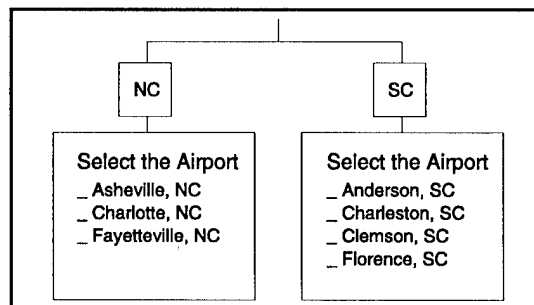 NC
Select the Airport
_ Asheville, NC
_ Charlotte, NC
_ Fayetteville, NC
SC
Select the Airport
_ Anderson, SC
_ Charleston, SC
_ Clemson, SC
_ Florence, SC